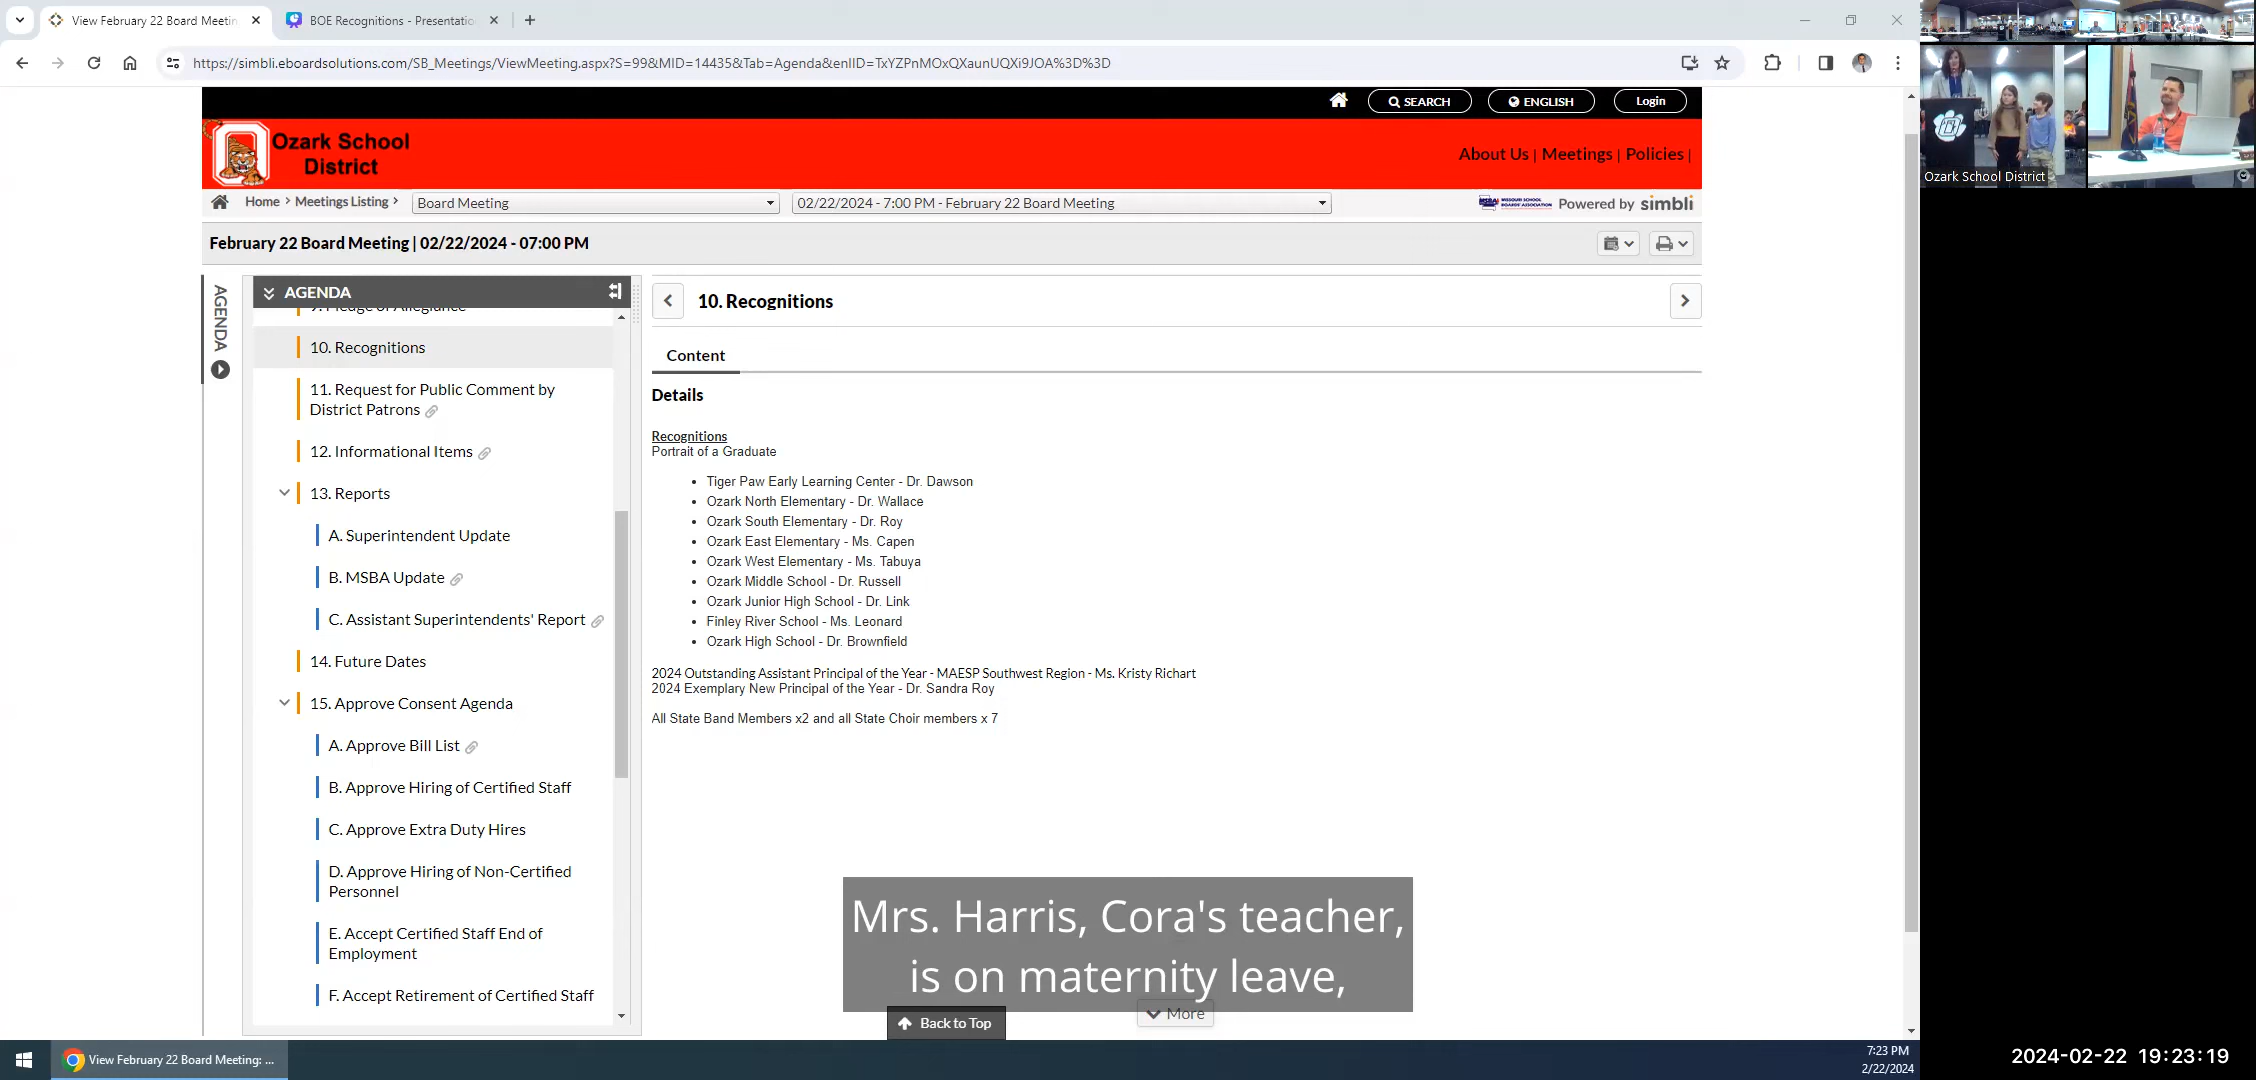 View February 22 Board Meetin
BOE Recognitions - Presentatio
https://simbli.eboardsolutions.com/SB_Meetings/ViewMeeting.aspx?S=99&MID=14435&Tab=Agenda&enIID=TxYZPnMOxQXaunUQXi9JOA%3D%3D
SEARCH
ENGLISH
Login
Ozark School
District
About Us | Meetings | Policies |
Home > Meetings Listing >
Board Meeting
02/22/2024 - 7:00 PM - February 22 Board Meeting
MSBA
Powered by simbli
February 22 Board Meeting | 02/22/2024 - 07:00 PM
AGENDA
AGENDA
9. Pledge of Allegiance
10. Recognitions
11. Request for Public Comment by
District Patrons
12. Informational Items
13. Reports
A. Superintendent Update
B. MSBA Update
C. Assistant Superintendents' Report
14. Future Dates
15. Approve Consent Agenda
A. Approve Bill List
B. Approve Hiring of Certified Staff
C. Approve Extra Duty Hires
D. Approve Hiring of Non-Certified
Personnel
E. Accept Certified Staff End of
Employment
F. Accept Retirement of Certified Staff
10. Recognitions
Content
Details
Recognitions
Portrait of a Graduate
• Tiger Paw Early Learning Center - Dr. Dawson
• Ozark North Elementary - Dr. Wallace
• Ozark South Elementary - Dr. Roy
• Ozark East Elementary - Ms. Capen
• Ozark West Elementary - Ms. Tabuya
• Ozark Middle School - Dr. Russell
• Ozark Junior High School - Dr. Link
• Finley River School - Ms. Leonard
• Ozark High School - Dr. Brownfield
2024 Outstanding Assistant Principal of the Year - MAESP Southwest Region - Ms. Kristy Richart
2024 Exemplary New Principal of the Year - Dr. Sandra Roy
All State Band Members x2 and all State Choir members x 7
Mrs. Harris, Cora's teacher,
is on maternity leave,
More
Back to Top
View February 22 Board Meeting: ...
7:23 PM
2/22/2024
Ozark School District
2024-02-22 19:23:19